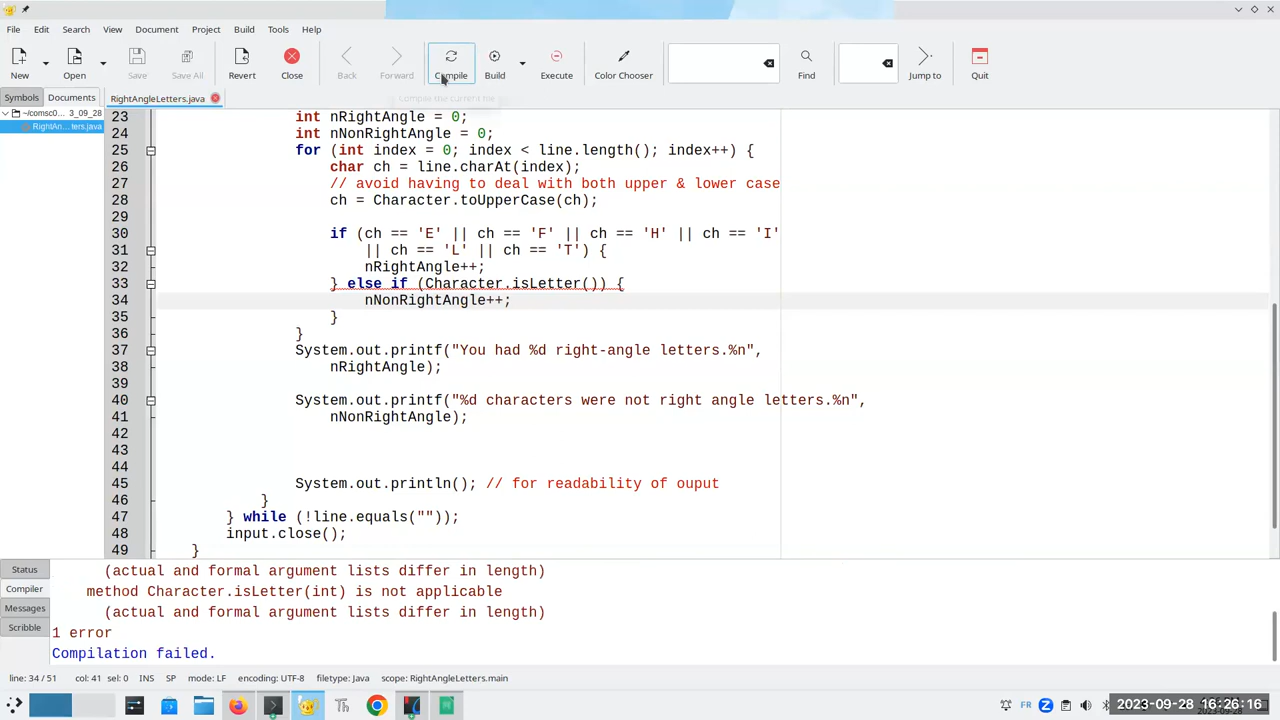 File Edit Search View Document Project Build Tools Help
New Open Save Save All Revert Close Back Forward Compile Build Execute Color Chooser Find Jump to Quit
Compile the current file
Symbols Documents RightAngleLetters.java
~/comsc0... 3_09_28
RightAn... ters.java
23 int nRightAngle = 0;
24 int nNonRightAngle = 0;
25 for (int index = 0; index < line.length(); index++) {
26 char ch = line.charAt(index);
27 // avoid having to deal with both upper & lower case
28 ch = Character.toUpperCase(ch);
29
30 if (ch == 'E' || ch == 'F' || ch == 'H' || ch == 'I'
31 || ch == 'L' || ch == 'T') {
32 nRightAngle++;
33 } else if (Character.isLetter()) {
34 nNonRightAngle++;
35 }
36 }
37 System.out.printf("You had %d right-angle letters.%n",
38 nRightAngle);
39
40 System.out.printf("%d characters were not right angle letters.%n",
41 nNonRightAngle);
42
43
44
45 System.out.println(); // for readability of ouput
46 }
47 } while (!line.equals(""));
48 input.close();
49 }
Status
Compiler
Messages
Scribble
(actual and formal argument lists differ in length)
method Character.isLetter(int) is not applicable
(actual and formal argument lists differ in length)
1 error
Compilation failed.
line: 34 / 51 col: 41 sel: 0 INS SP mode: LF encoding: UTF-8 filetype: Java scope: RightAngleLetters.main
FR 2023-09-28 16:26:16